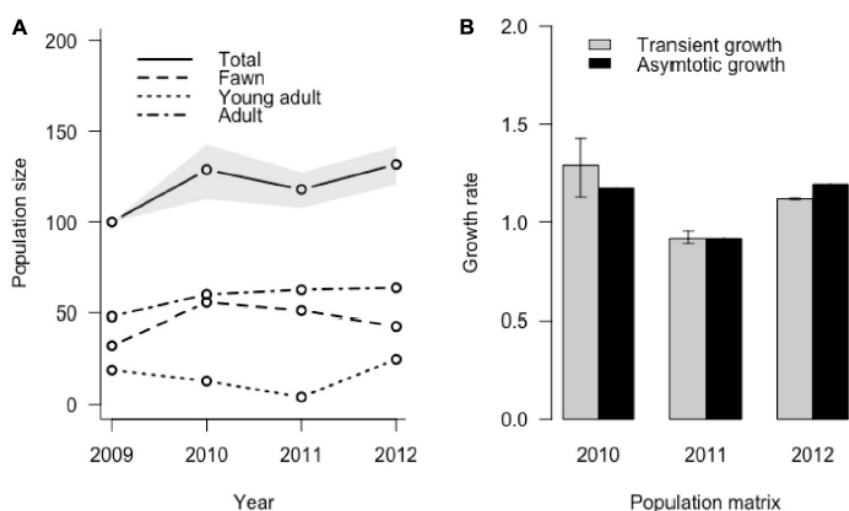 A
Population size
200
150
100
50
0
Total
Fawn
Young adult
Adult
2009 2010 2011 2012
Year
B
Growth rate
2.0
1.5
1.0
0.5
0.0
Transient growth
Asymtotic growth
2010 2011 2012
Population matrix